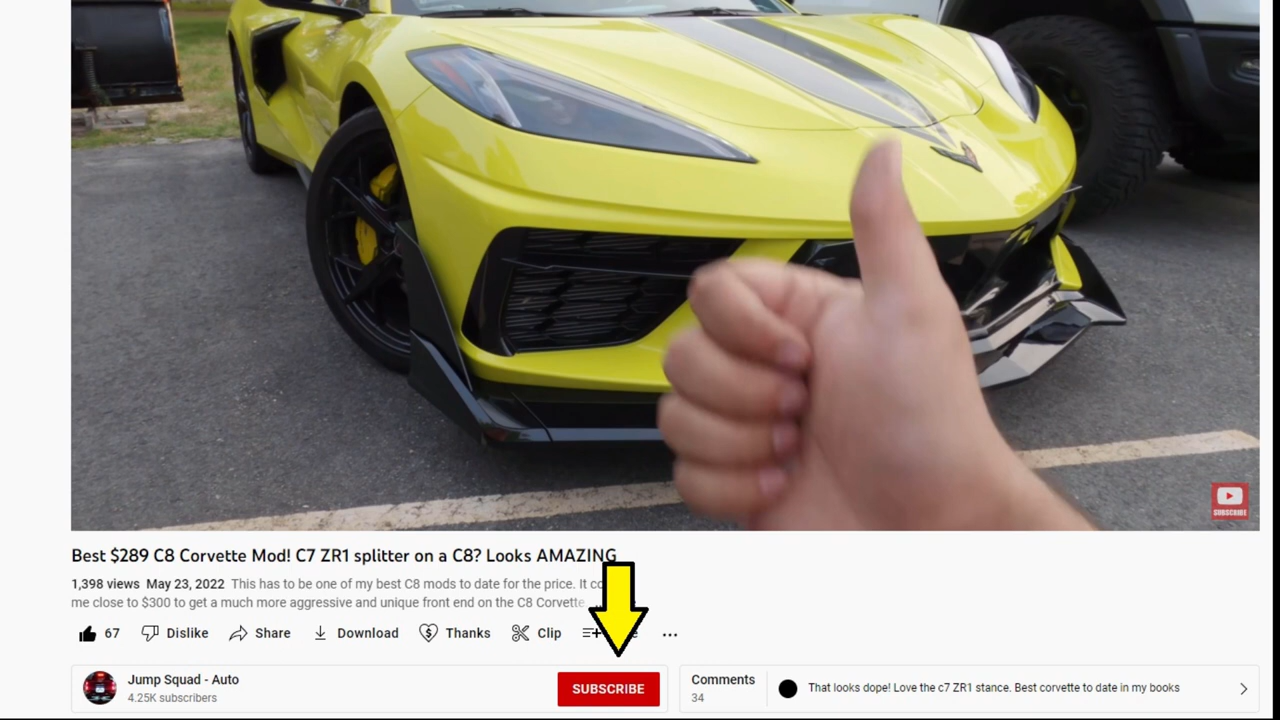 SUBSCRIBE
Best $289 C8 Corvette Mod! C7 ZR1 splitter on a C8? Looks AMAZING
1,398 views May 23, 2022 This has to be one of my best C8 mods to date for the price. It
me close to $300 to get a much more aggressive and unique front end on the C8 Corvette.
67 Dislike Share Download Thanks Clip
Jump Squad - Auto
4.25K subscribers
SUBSCRIBE
Comments
34
That looks dope! Love the c7 ZR1 stance. Best corvette to date in my books